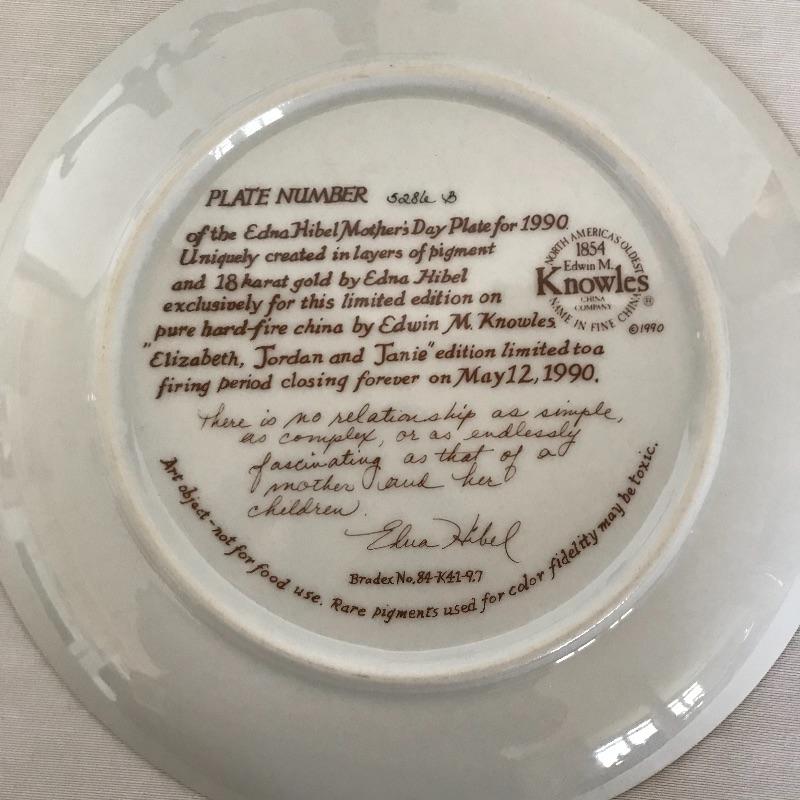 PLATE NUMBER 5286 B
of the Edna Hibel Mother's Day Plate for 1990.
Uniquely created in layers of pigment
and 18 karat gold by Edna Hibel
exclusively for this limited edition on
pure hard-fire china by Edwin M. Knowles.
"Elizabeth, Jordan and Janie" edition limited to a
firing period closing forever on May 12, 1990.
NORTH AMERICA'S OLDEST
1854
Edwin M.
Knowles
CHINA
COMPANY
®
NAME IN FINE CHINA
© 1990
There is no relationship as simple,
as complex, or as endlessly
fascinating as that of a
mother and her
children.
Edna Hibel
Bradex No. 84-K41-9.7
Art object - not for food use. Rare pigments used for color fidelity may be toxic.